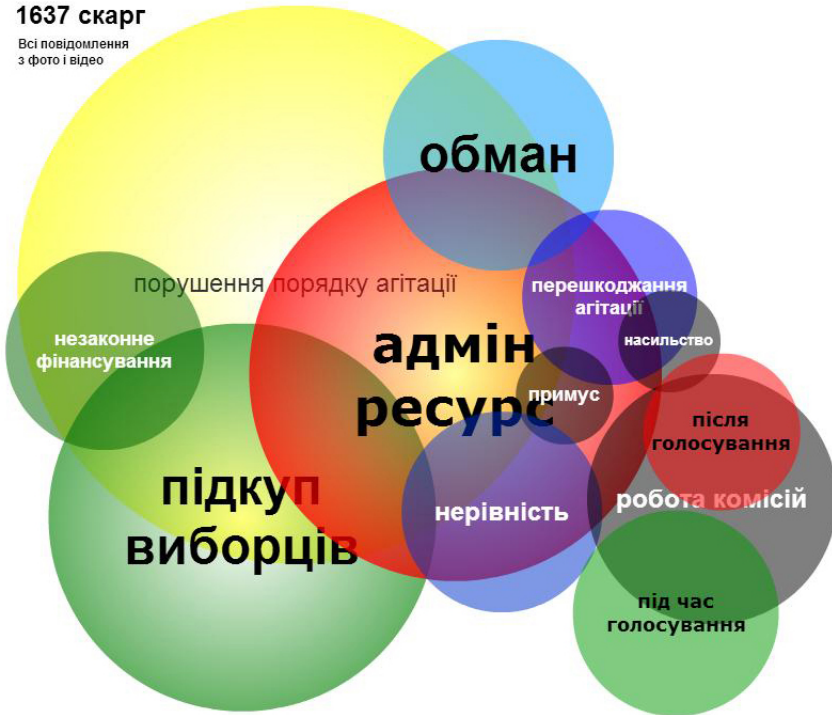 1637 скарг
Всі повідомлення
з фото і відео
обман
порушення порядку агітації
перешкоджання
агітації
незаконне
фінансування
насильство
адмін
ресурс
примус
після
голосування
підкуп
виборців
нерівність
робота комісій
під час
голосування